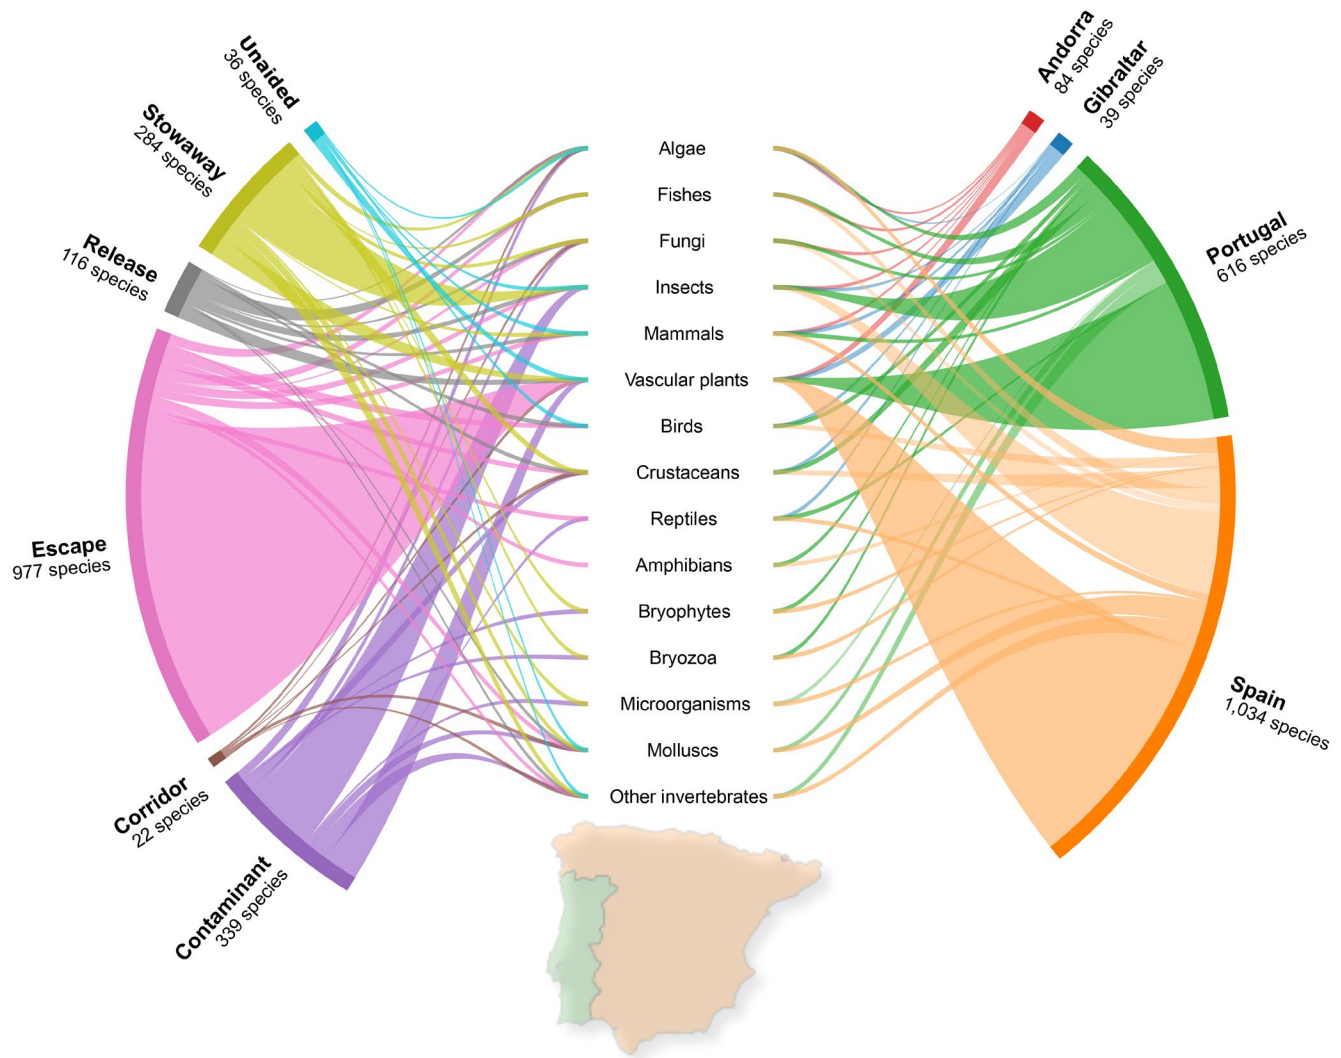 Unaided
36 species
Stowaway
284 species
Release
116 species
Escape
977 species
Corridor
22 species
Contaminant
339 species
Algae
Fishes
Fungi
Insects
Mammals
Vascular plants
Birds
Crustaceans
Reptiles
Amphibians
Bryophytes
Bryozoa
Microorganisms
Molluscs
Other invertebrates
Andorra
84 species
Gibraltar
39 species
Portugal
616 species
Spain
1,034 species